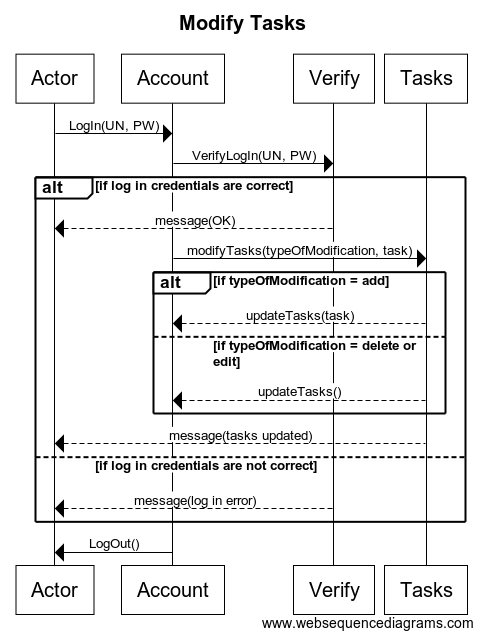 Modify Tasks
Actor
Account
Verify
Tasks
LogIn(UN, PW)
VerifyLogIn(UN, PW)
alt
[if log in credentials are correct]
message(OK)
modifyTasks(typeOfModification, task)
alt
[if typeOfModification = add]
updateTasks(task)
[if typeOfModification = delete or
edit]
updateTasks()
message(tasks updated)
[if log in credentials are not correct]
message(log in error)
LogOut()
Actor
Account
Verify
Tasks
www.websequencediagrams.com